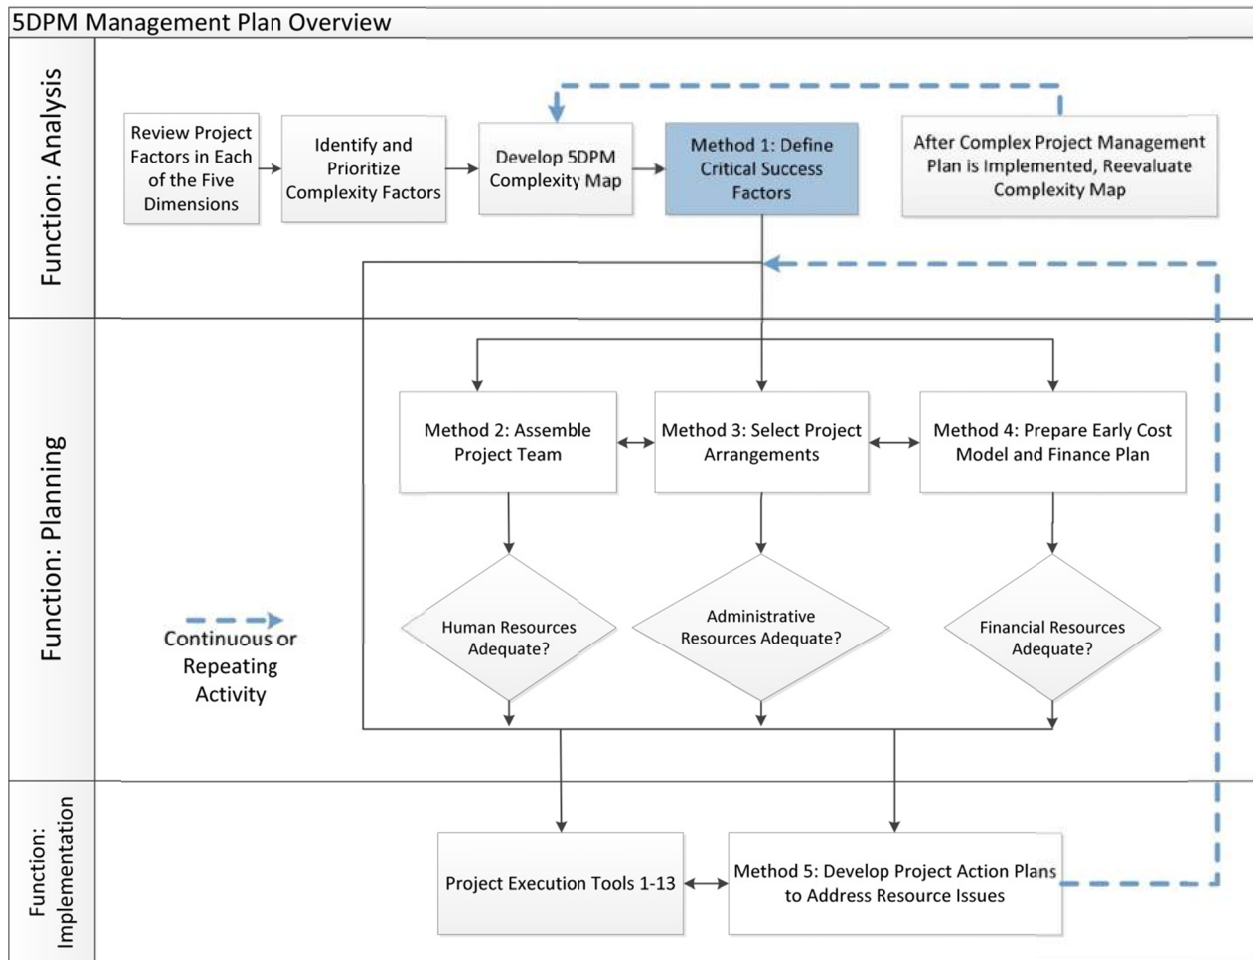 5DPM Management Plan Overview
Function: Analysis
Review Project
Factors in Each
of the Five
Dimensions
Identify and
Prioritize
Complexity Factors
Develop 5DPM
Complexity Map
Method 1: Define
Critical Success
Factors
After Complex Project Management
Plan is Implemented, Reevaluate
Complexity Map
Function: Planning
Method 2: Assemble
Project Team
Method 3: Select Project
Arrangements
Method 4: Prepare Early Cost
Model and Finance Plan
Human Resources
Adequate?
Administrative
Resources Adequate?
Financial Resources
Adequate?
Continuous or
Repeating
Activity
Function:
Implementation
Project Execution Tools 1-13
Method 5: Develop Project Action Plans
to Address Resource Issues